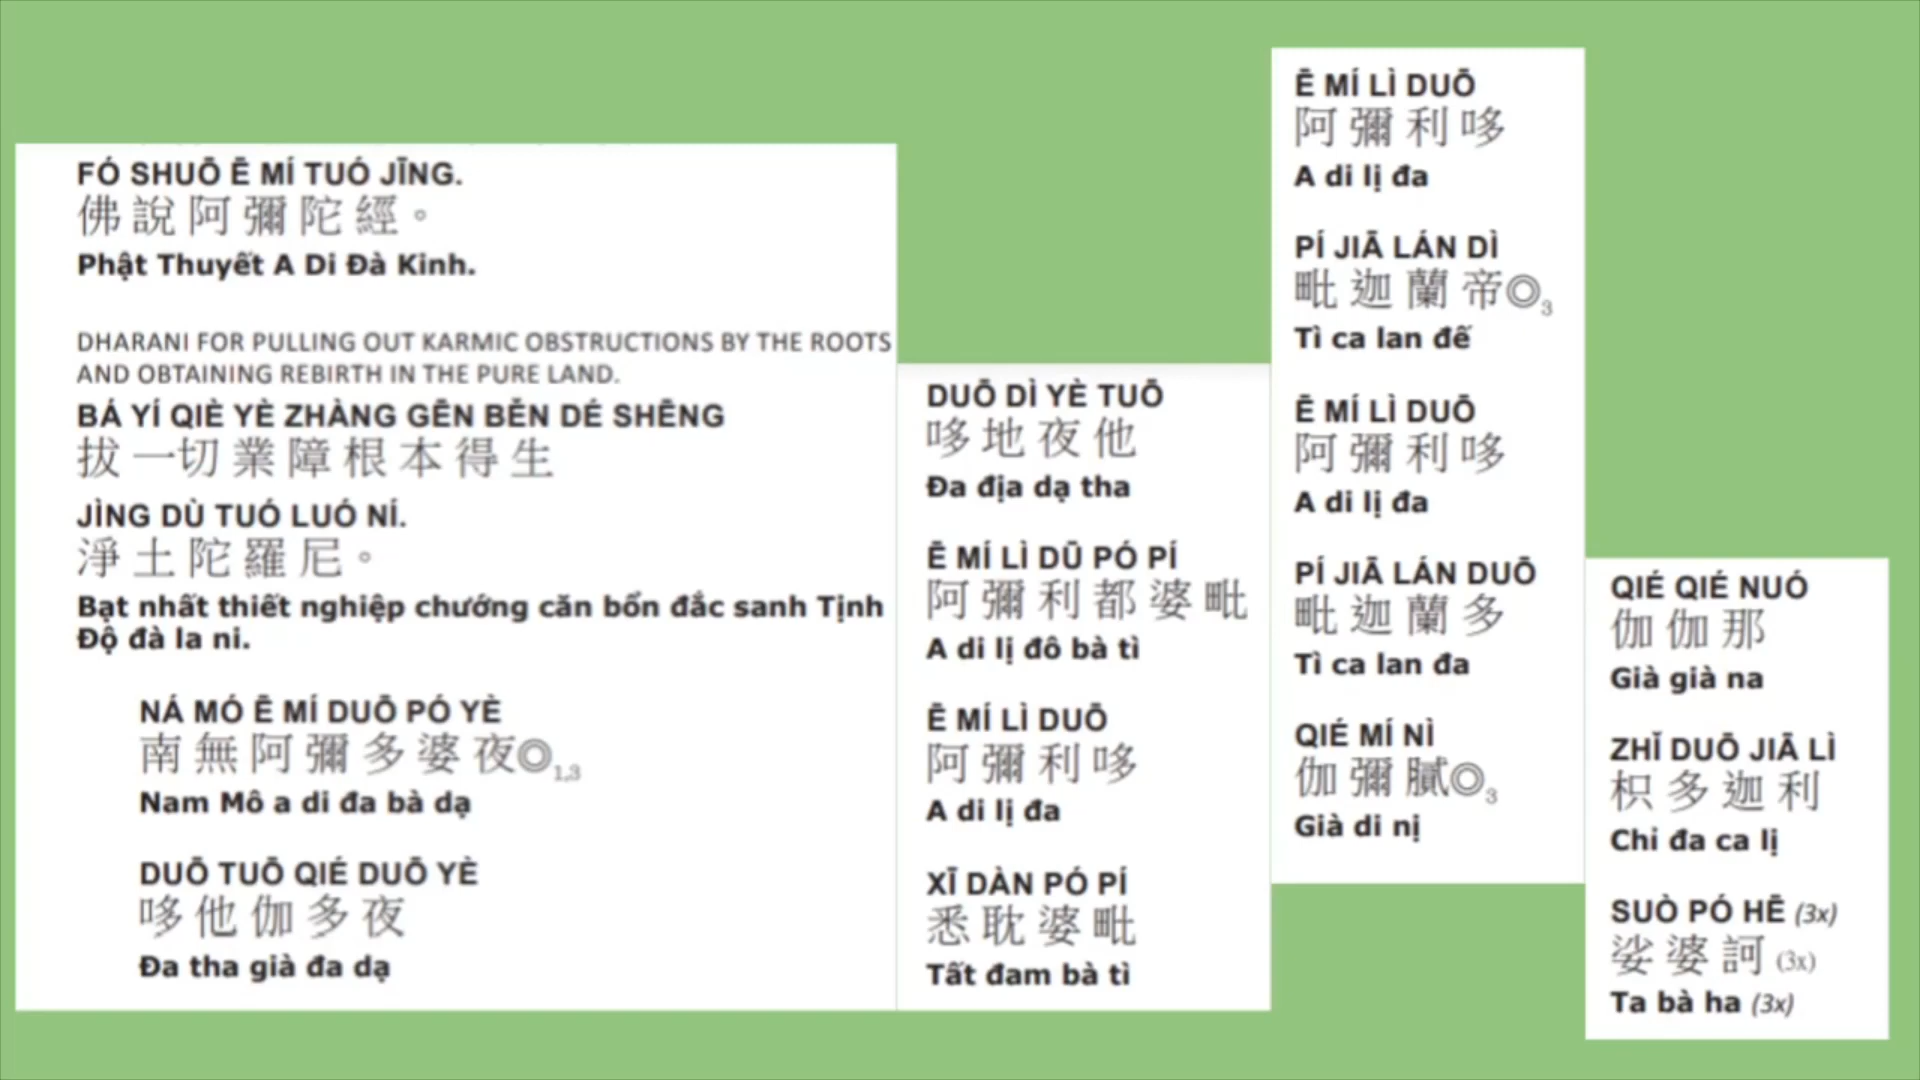 FÓ SHUŌ Ē MÍ TUÓ JĪNG.
佛說阿彌陀經。
Phật Thuyết A Di Đà Kinh.
DHARANI FOR PULLING OUT KARMIC OBSTRUCTIONS BY THE ROOTS
AND OBTAINING REBIRTH IN THE PURE LAND.
BÁ YÍ QIÈ YÈ ZHÀNG GĒN BĚN DÉ SHĒNG
拔一切業障根本得生
JÌNG DÙ TUÓ LUÓ NÍ.
淨土陀羅尼。
Bạt nhất thiết nghiệp chướng căn bổn đắc sanh Tịnh
Độ đà la ni.
NÁ MÓ Ē MÍ DUŌ PÓ YÈ
南無阿彌多婆夜◎1,3
Nam Mô a di đa bà dạ
DUŌ TUŌ QIÉ DUŌ YÈ
哆他伽多夜
Đa tha già đa dạ
DUŌ DÌ YÈ TUŌ
哆地夜他
Đa địa dạ tha
Ē MÍ LÌ DŪ PÓ PÍ
阿彌利都婆毗
A di lị đô bà tì
Ē MÍ LÌ DUŌ
阿彌利哆
A di lị đa
XĪ DÀN PÓ PÍ
悉耽婆毗
Tất đam bà tì
Ē MÍ LÌ DUŌ
阿彌利哆
A di lị đa
PÍ JIĀ LÁN DÌ
毗迦蘭帝◎3
Tì ca lan đế
Ē MÍ LÌ DUŌ
阿彌利哆
A di lị đa
PÍ JIĀ LÁN DUŌ
毗迦蘭多
Tì ca lan đa
QIÉ MÍ NÌ
伽彌膩◎3
Già di nị
QIÉ QIÉ NUÓ
伽伽那
Già già na
ZHǏ DUŌ JIĀ LÌ
枳多迦利
Chỉ đa ca lị
SUÒ PÓ HĒ (3x)
娑婆訶 (3x)
Ta bà ha (3x)